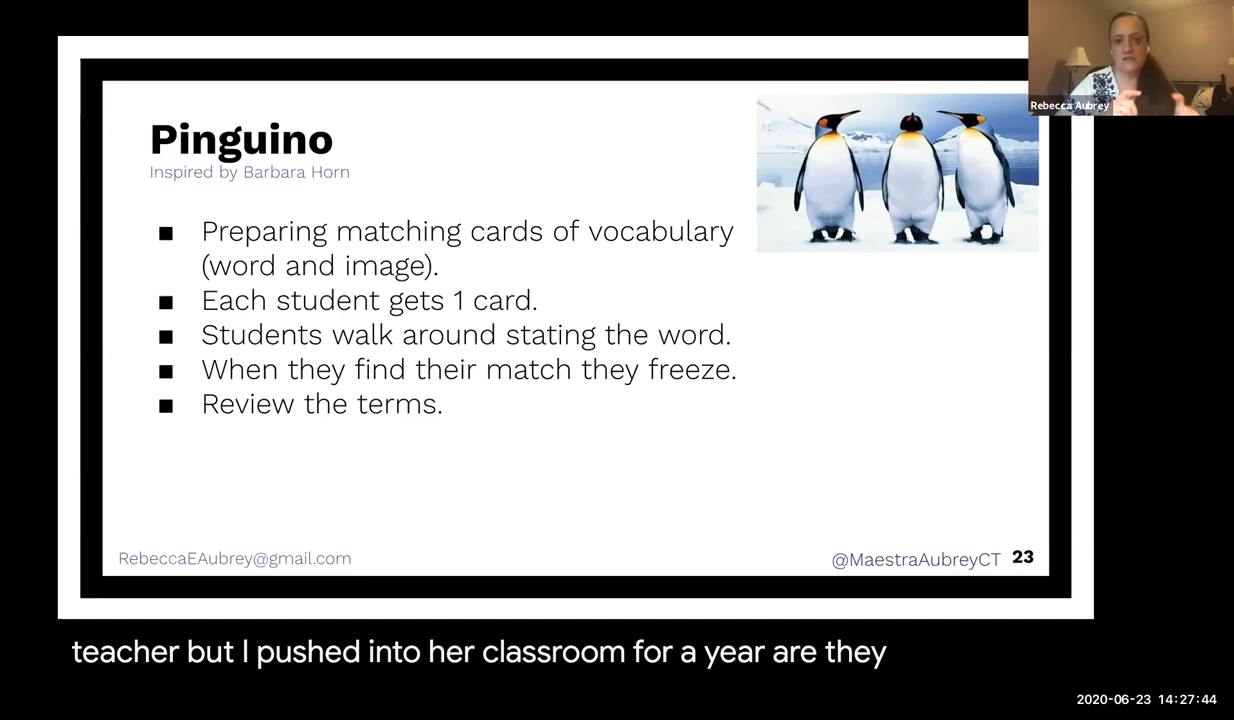 Rebecca Aubrey
Pinguino
Inspired by Barbara Horn
■ Preparing matching cards of vocabulary
(word and image).
■ Each student gets 1 card.
■ Students walk around stating the word.
■ When they find their match they freeze.
■ Review the terms.
RebeccaEAubrey@gmail.com
@MaestraAubreyCT 23
teacher but I pushed into her classroom for a year are they
2020-06-23 14:27:44